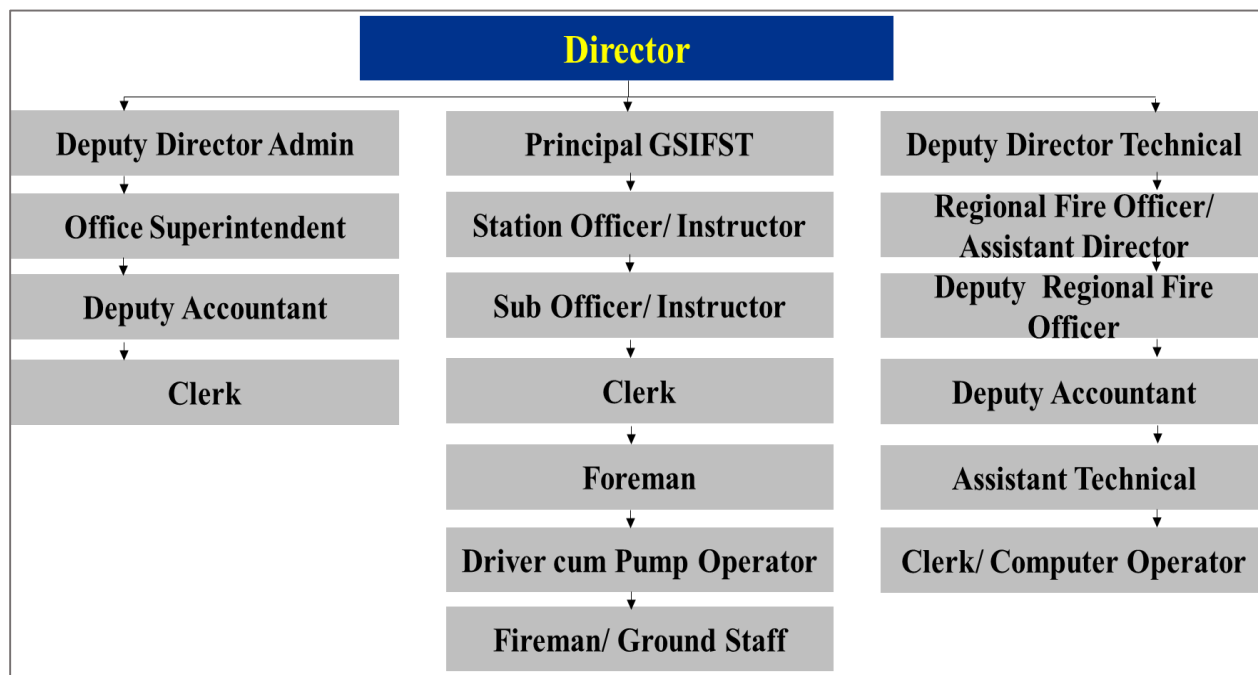 Director
Deputy Director Admin
Principal GSIFST
Deputy Director Technical
Office Superintendent
Station Officer/ Instructor
Regional Fire Officer/
Assistant Director
Deputy Accountant
Sub Officer/ Instructor
Deputy Regional Fire
Officer
Clerk
Clerk
Deputy Accountant
Foreman
Assistant Technical
Driver cum Pump Operator
Clerk/ Computer Operator
Fireman/ Ground Staff